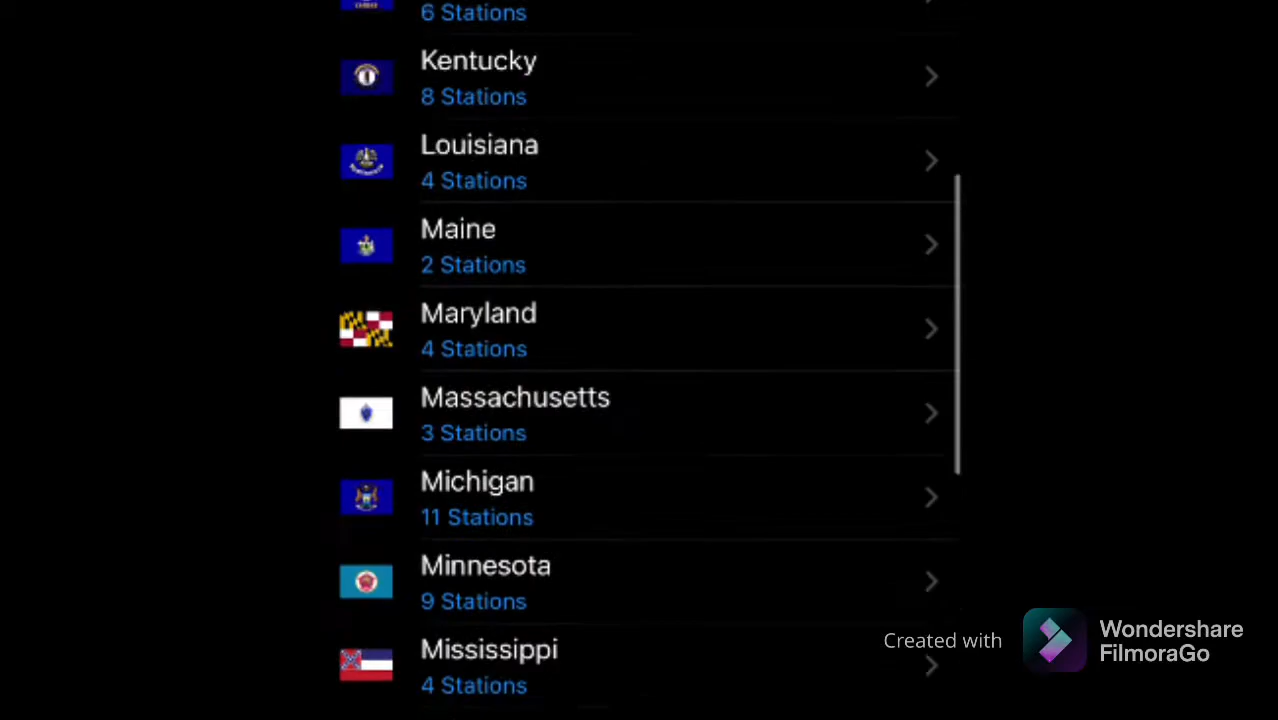 6 Stations
Kentucky
8 Stations
Louisiana
4 Stations
Maine
2 Stations
Maryland
4 Stations
Massachusetts
3 Stations
Michigan
11 Stations
Minnesota
9 Stations
Mississippi
4 Stations
Created with
Wondershare
FilmoraGo